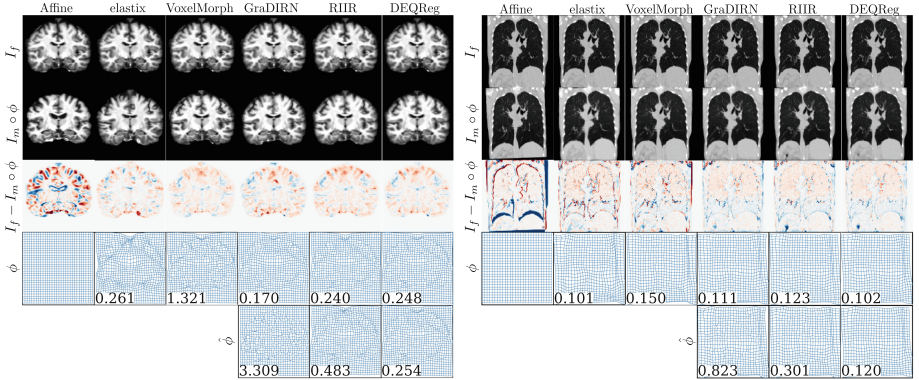 Affine elastix VoxelMorph GraDIRN RIIR DEQReg
I_f
I_m ∘ ϕ
I_f − I_m ∘ ϕ
ϕ
0.261 1.321 0.170 0.240 0.248
ϕ̂
3.309 0.483 0.254
Affine elastix VoxelMorph GraDIRN RIIR DEQReg
I_f
I_m ∘ ϕ
I_f − I_m ∘ ϕ
ϕ
0.101 0.150 0.111 0.123 0.102
ϕ̂
0.823 0.301 0.120